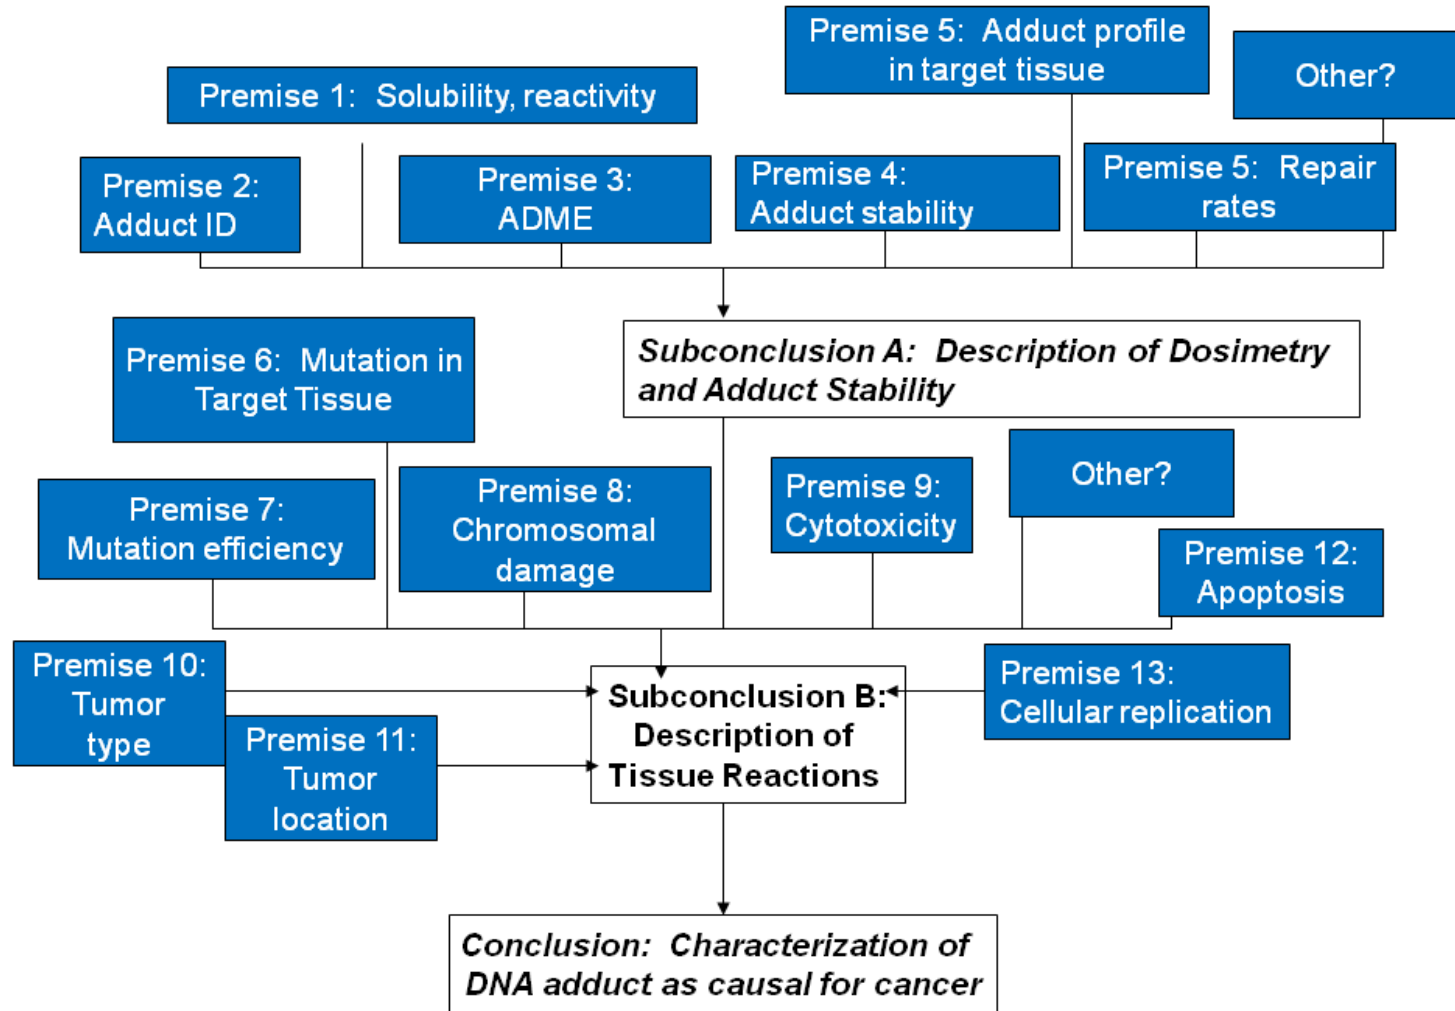 Premise 5: Adduct profile
in target tissue
Other?
Premise 1: Solubility, reactivity
Premise 2:
Adduct ID
Premise 3:
ADME
Premise 4:
Adduct stability
Premise 5: Repair
rates
Subconclusion A: Description of Dosimetry
and Adduct Stability
Premise 6: Mutation in
Target Tissue
Premise 7:
Mutation efficiency
Premise 8:
Chromosomal
damage
Premise 9:
Cytotoxicity
Other?
Premise 12:
Apoptosis
Premise 10:
Tumor
type
Premise 11:
Tumor
location
Subconclusion B:
Description of
Tissue Reactions
Premise 13:
Cellular replication
Conclusion: Characterization of
DNA adduct as causal for cancer